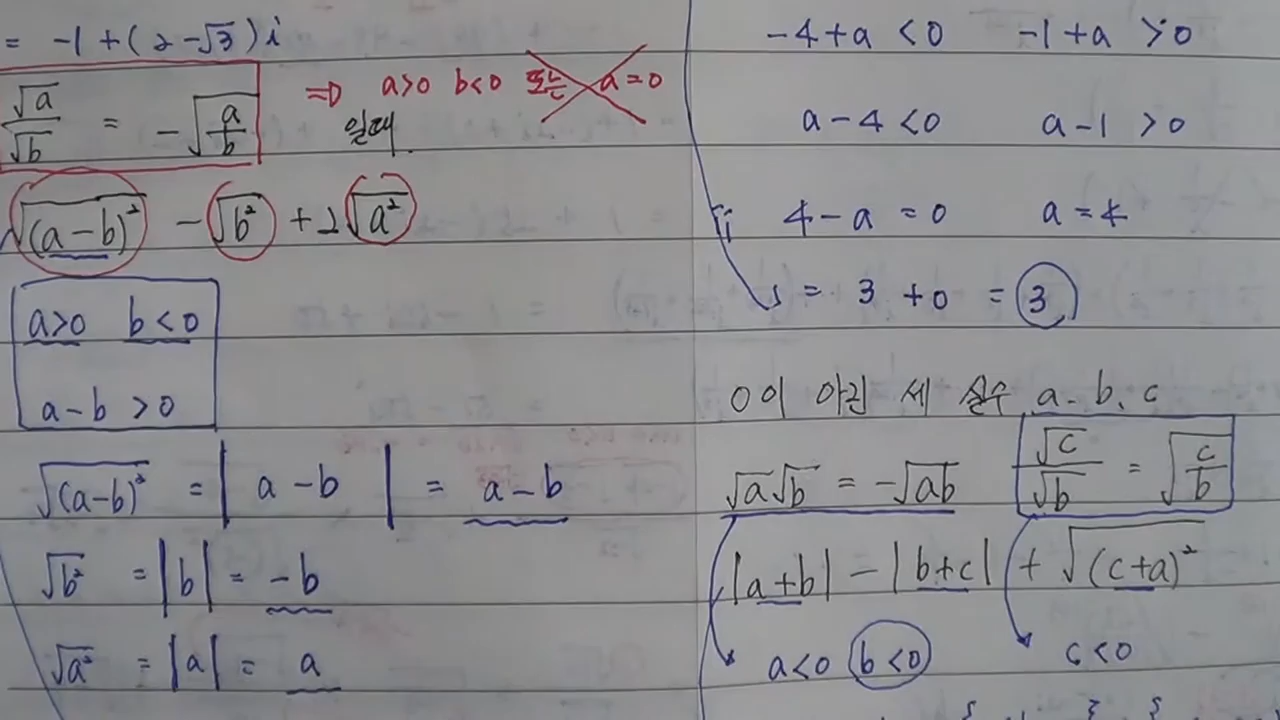 = -1+(2-√3)i
√a/√b = -√(a/b) ⇒ a>0 b<0 또는 a=0
일때.
√(a-b)² - √b² + 2√a²
a>0 b<0
a-b >0
√(a-b)² = |a-b| = a-b
√b² = |b| = -b
√a² = |a| = a
-4+a <0 -1+a >0
a-4<0 a-1 >0
4-a =0 a=4
= 3 +0 = 3
0이 아닌 세 실수 a. b. c
√a√b = -√ab √c/√b = √(c/b)
|a+b| - |b+c| + √(c+a)²
a<0 b<0 c<0